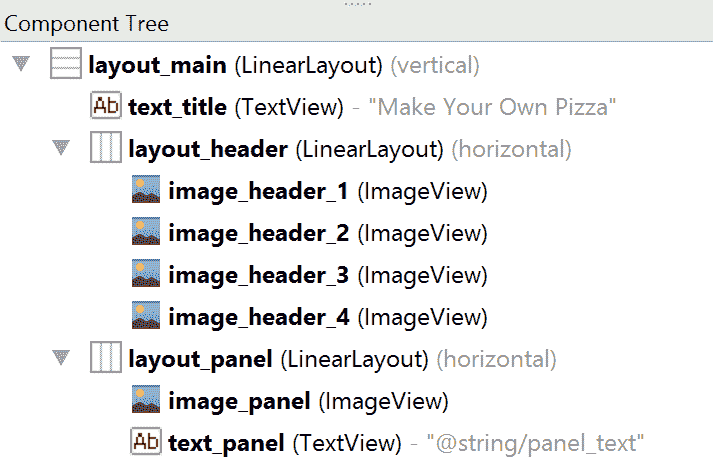 Component Tree
layout_main (LinearLayout) (vertical)
Ab text_title (TextView) - "Make Your Own Pizza"
layout_header (LinearLayout) (horizontal)
image_header_1 (ImageView)
image_header_2 (ImageView)
image_header_3 (ImageView)
image_header_4 (ImageView)
layout_panel (LinearLayout) (horizontal)
image_panel (ImageView)
Ab text_panel (TextView) - "@string/panel_text"